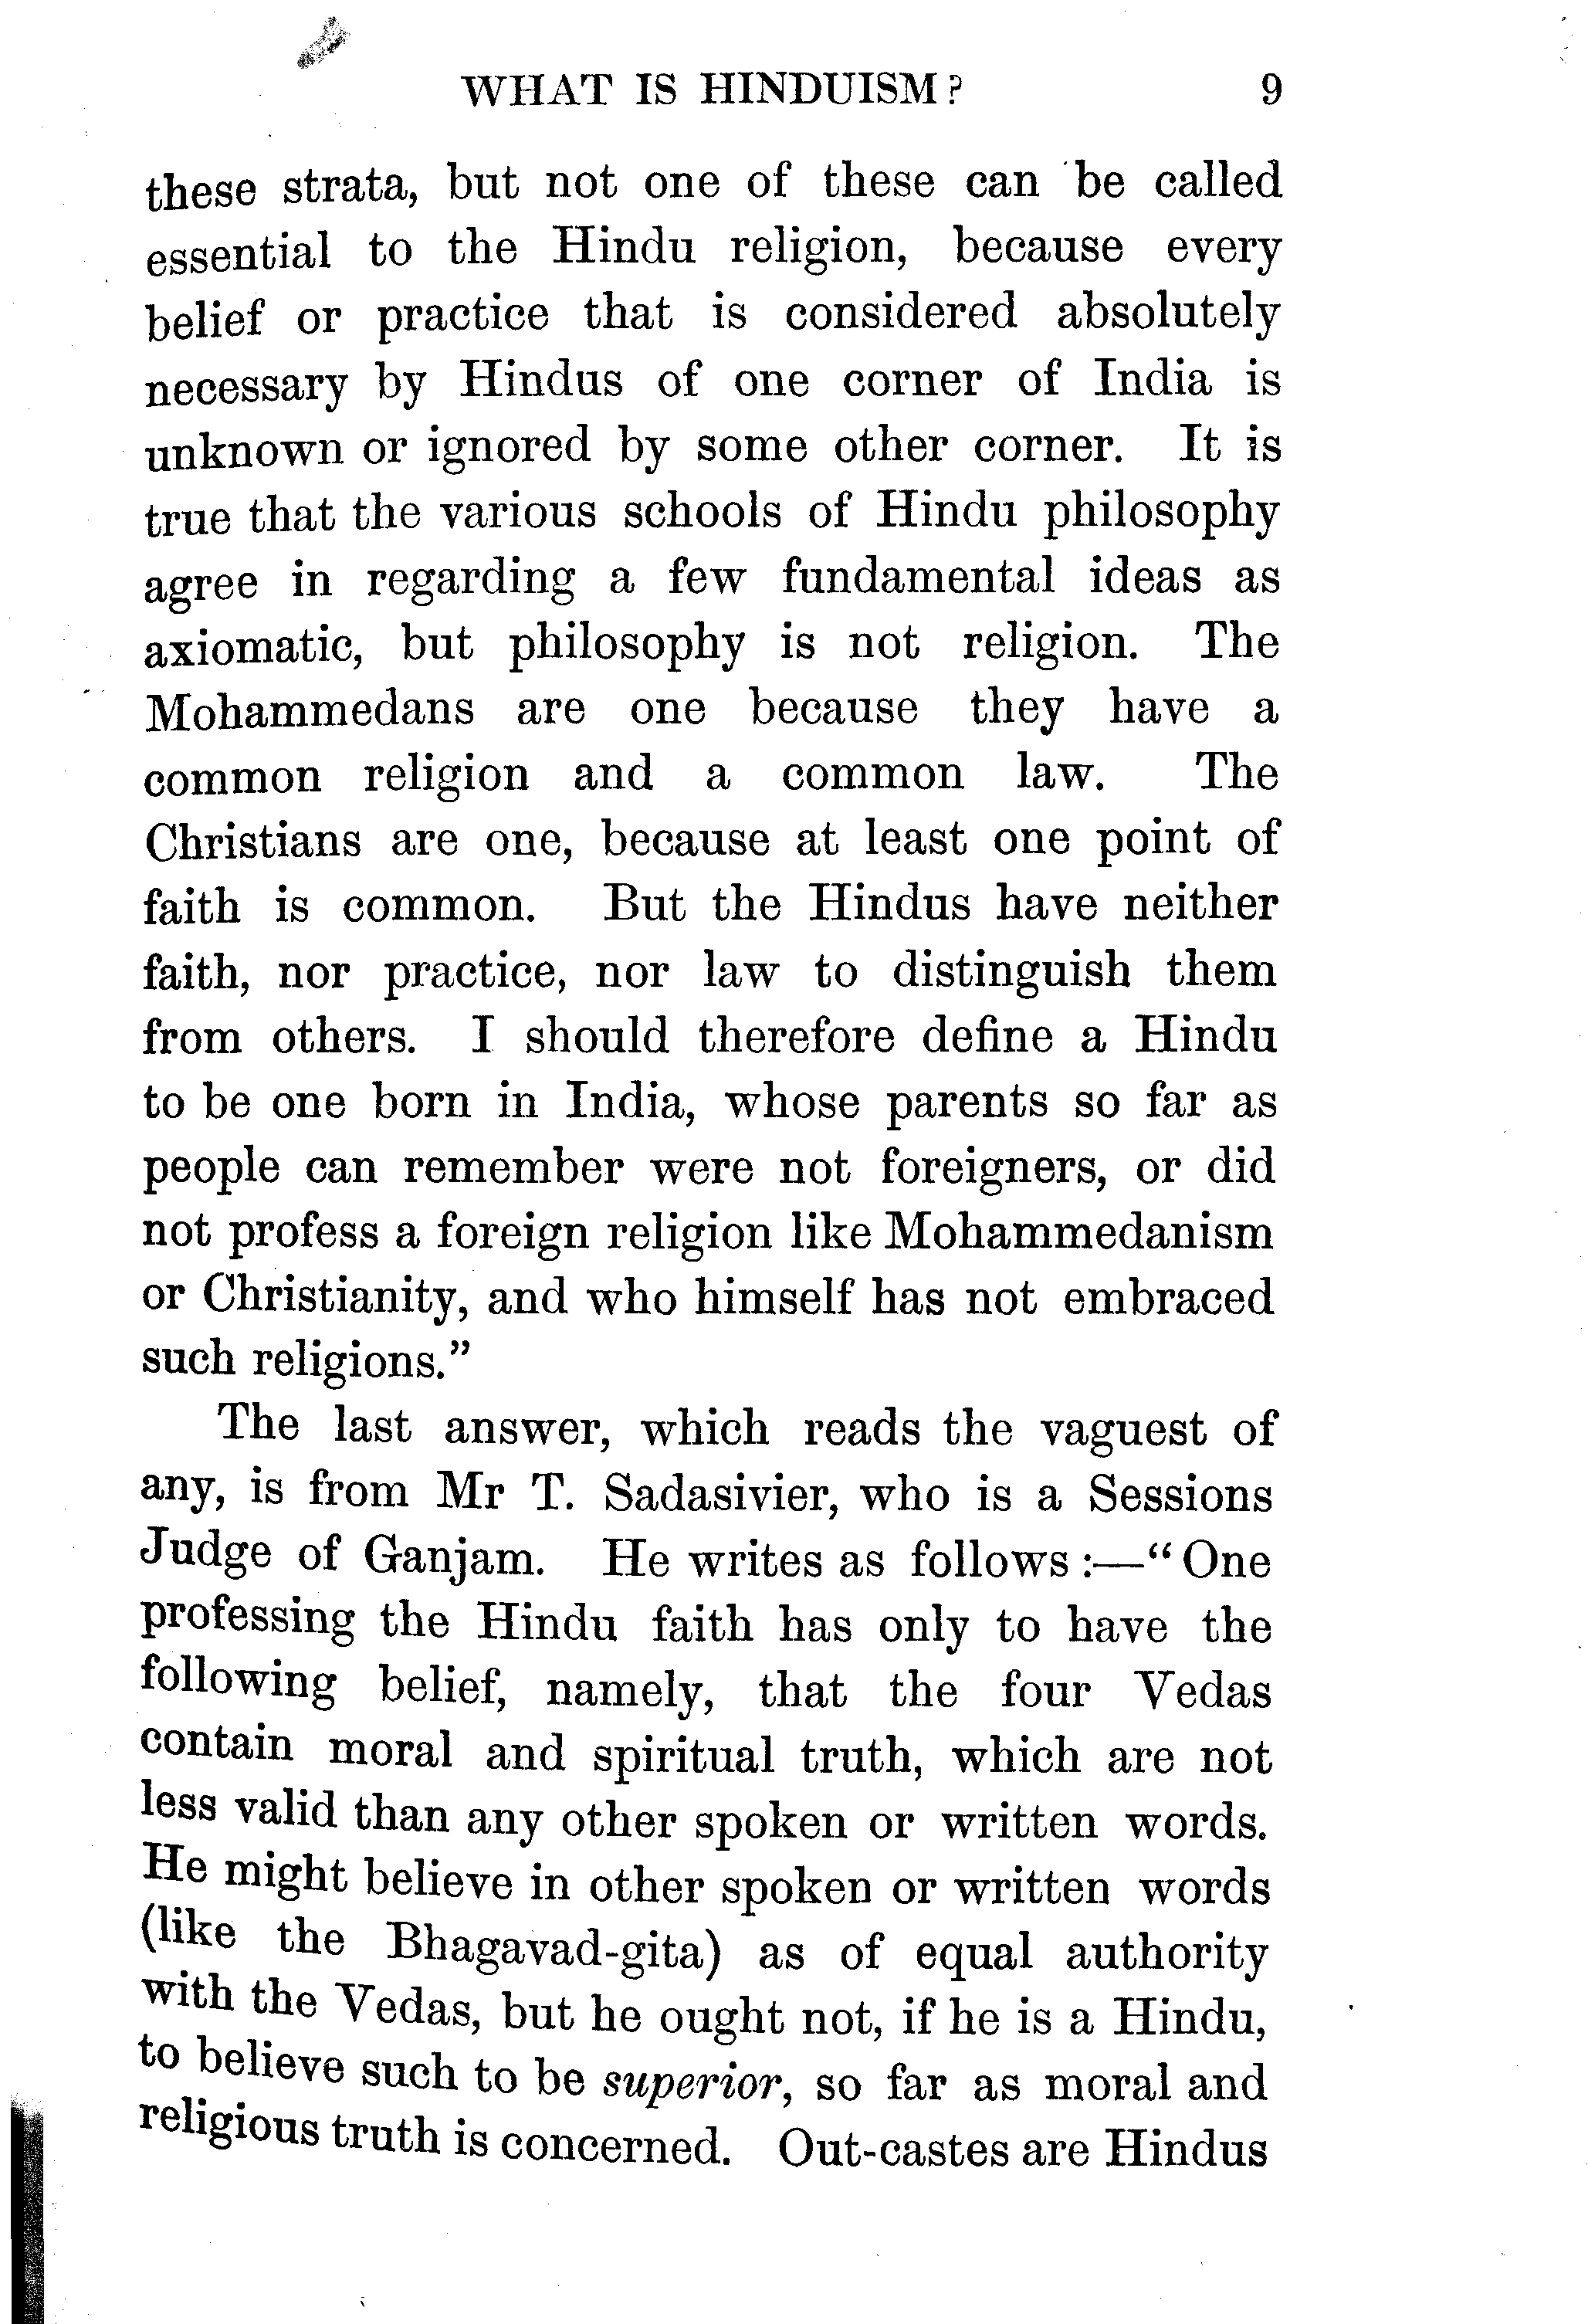 WHAT IS HINDUISM? 9
these strata, but not one of these can be called
essential to the Hindu religion, because every
belief or practice that is considered absolutely
necessary by Hindus of one corner of India is
unknown or ignored by some other corner. It is
true that the various schools of Hindu philosophy
agree in regarding a few fundamental ideas as
axiomatic, but philosophy is not religion. The
Mohammedans are one because they have a
common religion and a common law. The
Christians are one, because at least one point of
faith is common. But the Hindus have neither
faith, nor practice, nor law to distinguish them
from others. I should therefore define a Hindu
to be one born in India, whose parents so far as
people can remember were not foreigners, or did
not profess a foreign religion like Mohammedanism
or Christianity, and who himself has not embraced
such religions.”
The last answer, which reads the vaguest of
any, is from Mr T. Sadasivier, who is a Sessions
Judge of Ganjam. He writes as follows:—“One
professing the Hindu faith has only to have the
following belief, namely, that the four Vedas
contain moral and spiritual truth, which are not
less valid than any other spoken or written words.
He might believe in other spoken or written words
(like the Bhagavad-gita) as of equal authority
with the Vedas, but he ought not, if he is a Hindu,
to believe such to be superior, so far as moral and
religious truth is concerned. Out-castes are Hindus